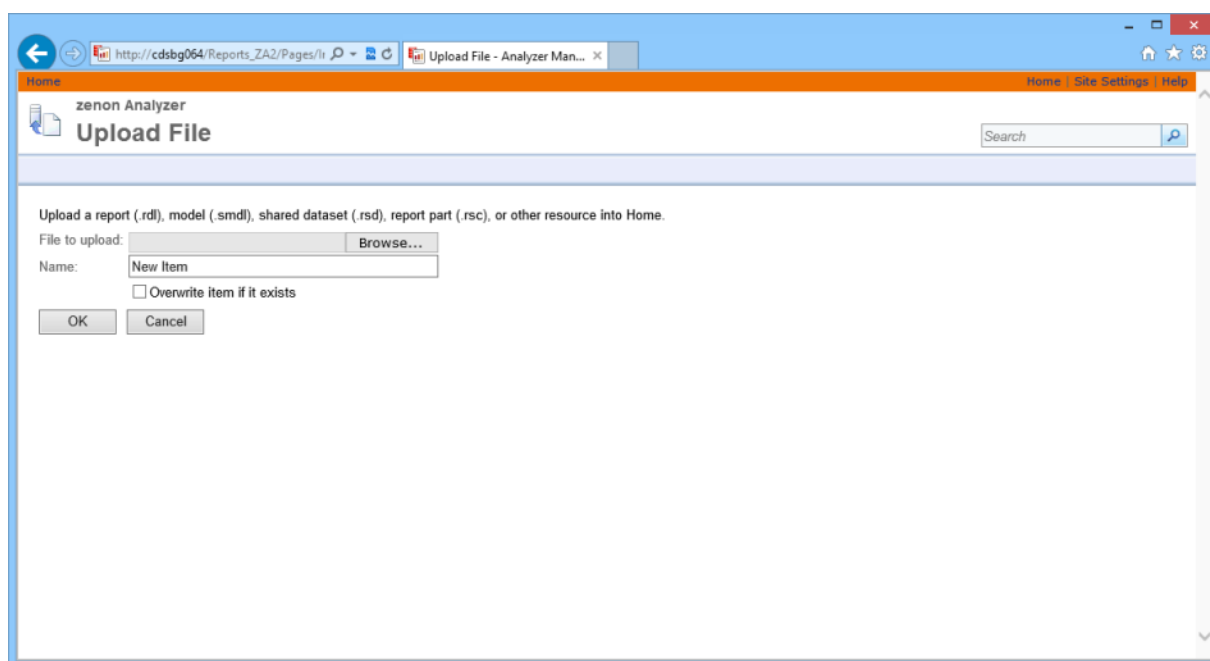 http://cdsbg064/Reports_ZA2/Pages/Ir
Upload File - Analyzer Man...
Home
Home | Site Settings | Help
zenon Analyzer
Upload File
Search
Upload a report (.rdl), model (.smdl), shared dataset (.rsd), report part (.rsc), or other resource into Home.
File to upload: Browse...
Name: New Item
Overwrite item if it exists
OK Cancel